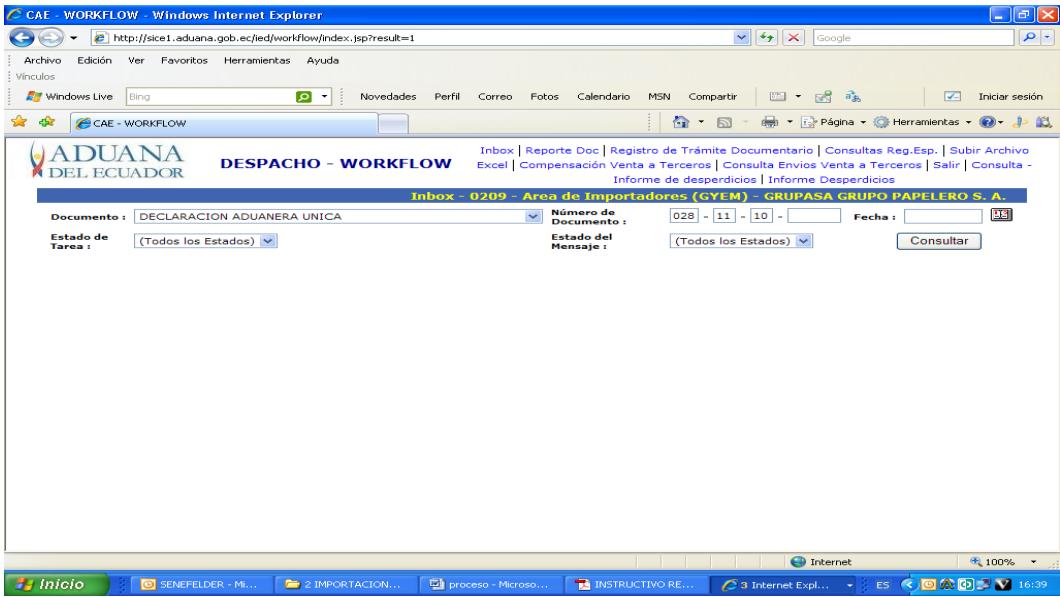 CAE - WORKFLOW - Windows Internet Explorer
http://sice1.aduana.gob.ec/ied/workflow/index.jsp?result=1
Google
Archivo Edición Ver Favoritos Herramientas Ayuda
Vínculos
Windows Live Bing Novedades Perfil Correo Fotos Calendario MSN Compartir Iniciar sesión
CAE - WORKFLOW Página Herramientas
ADUANA
DEL ECUADOR
DESPACHO - WORKFLOW
Inbox | Reporte Doc | Registro de Trámite Documentario | Consultas Reg.Esp. | Subir Archivo
Excel | Compensación Venta a Terceros | Consulta Envios Venta a Terceros | Salir | Consulta -
Informe de desperdicios | Informe Desperdicios
Inbox - 0209 - Area de Importadores (GYEM) - GRUPASA GRUPO PAPELERO S. A.
Documento : DECLARACION ADUANERA UNICA Número de Documento : 028 - 11 - 10 - Fecha :
Estado de Tarea : (Todos los Estados) Estado del Mensaje : (Todos los Estados) Consultar
Internet 100%
Inicio SENEFELDER - Mi... 2 IMPORTACION... proceso - Microso... INSTRUCTIVO RE... 3 Internet Expl... ES 16:39